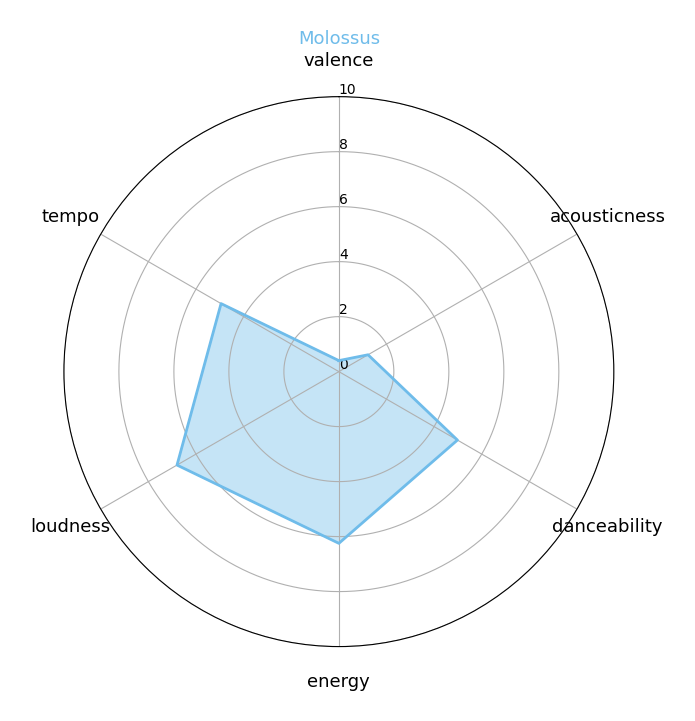 Molossus
valence
10
8
tempo
6
acousticness
4
2
0
loudness
danceability
energy